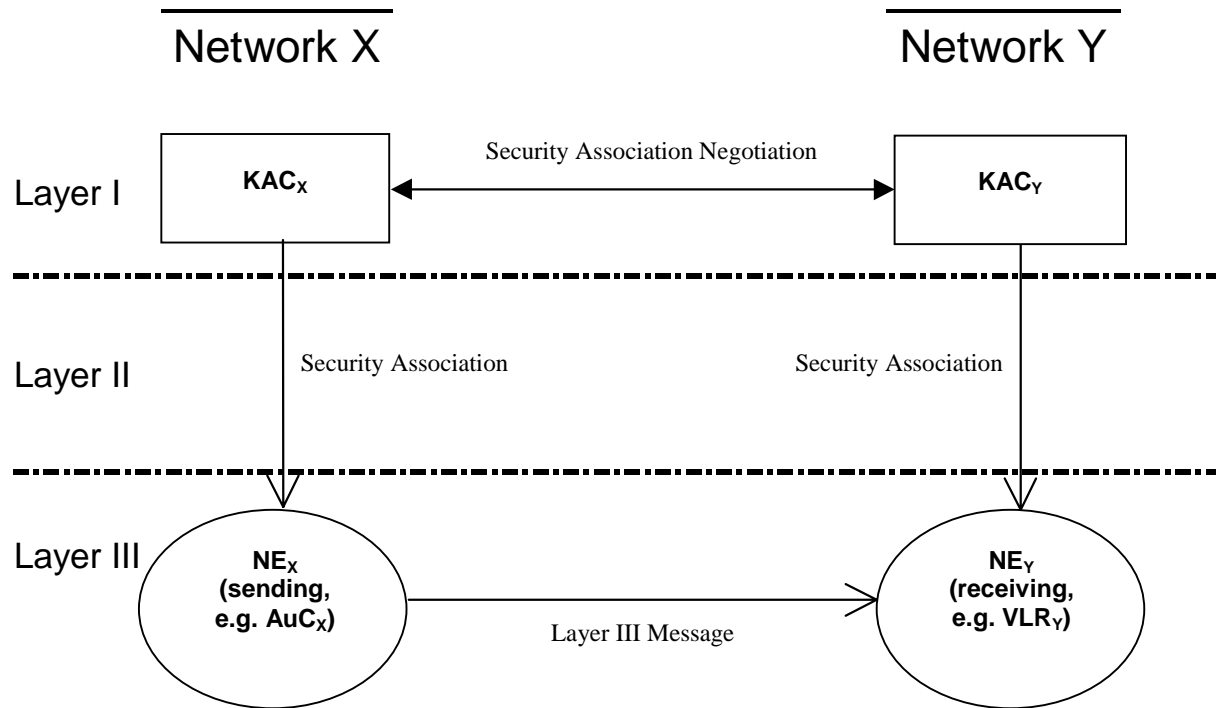 Network X
Network Y
Layer I
KACX
Security Association Negotiation
KACY
Layer II
Security Association
Security Association
Layer III
NEX
(sending,
e.g. AuCX)
Layer III Message
NEY
(receiving,
e.g. VLRY)